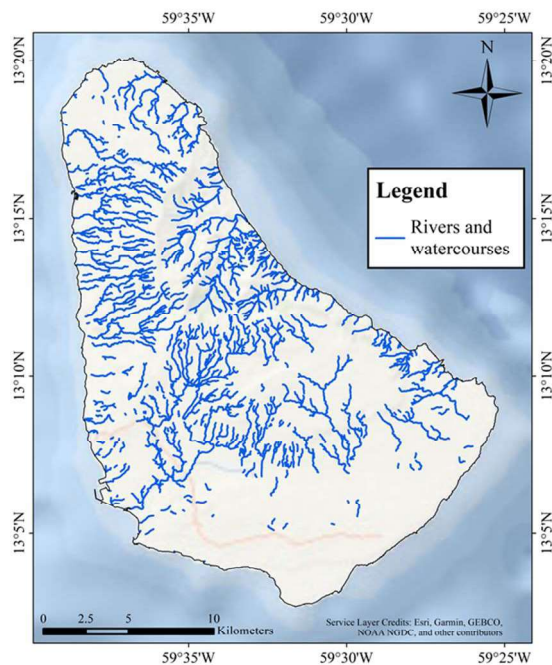 59°35'W 59°30'W 59°25'W
13°20'N 13°20'N
N
13°15'N 13°15'N
Legend
Rivers and
watercourses
13°10'N 13°10'N
13°5'N 13°5'N
0 2.5 5 10
Kilometers
Service Layer Credits: Esri, Garmin, GEBCO,
NOAA NGDC, and other contributors
59°35'W 59°30'W 59°25'W